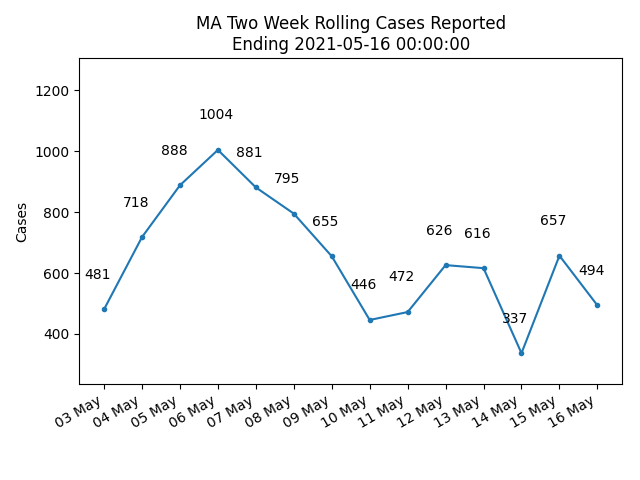 MA Two Week Rolling Cases Reported
Ending 2021-05-16 00:00:00
1200
1000
800
600
400
Cases
481
718
888
1004
881
795
655
446
472
626
616
337
657
494
03 May
04 May
05 May
06 May
07 May
08 May
09 May
10 May
11 May
12 May
13 May
14 May
15 May
16 May